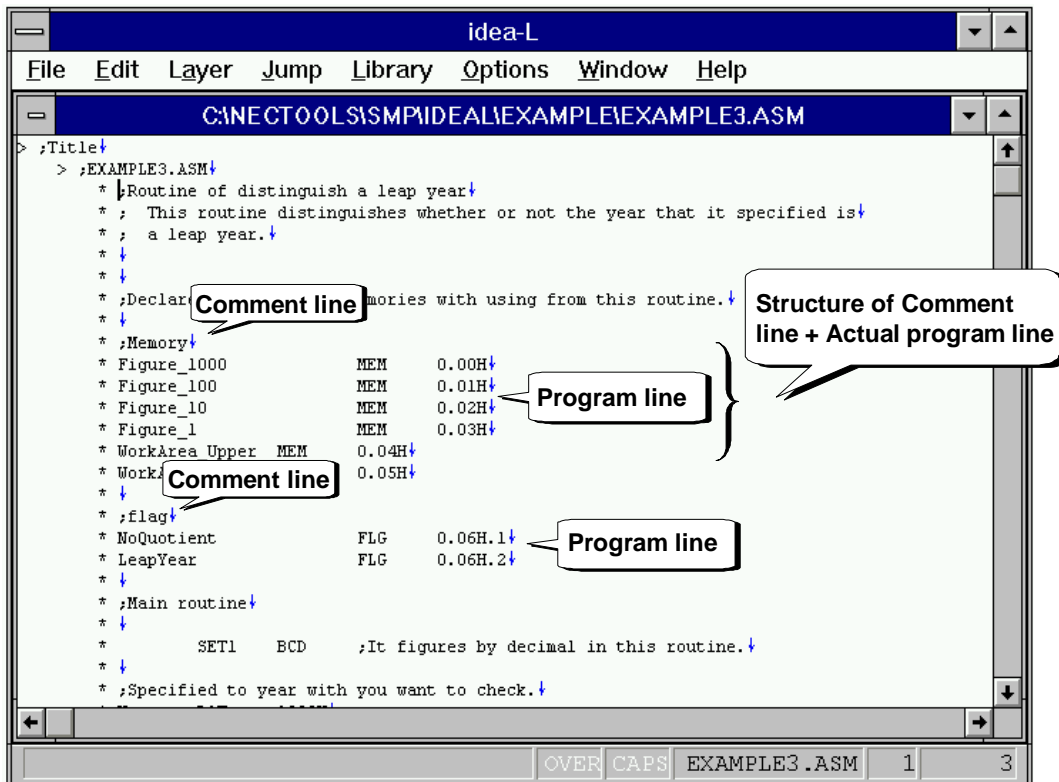 idea-L
File Edit Layer Jump Library Options Window Help
C:\NECTOOLS\SMP\IDEAL\EXAMPLE\EXAMPLE3.ASM
> ;Title↓
> ;EXAMPLE3.ASM↓
* ;Routine of distinguish a leap year↓
* ;  This routine distinguishes whether or not the year that it specified is↓
* ;  a leap year.↓
* ↓
* ↓
* ;Declare mories with using from this routine.↓
Comment line
Structure of Comment
line + Actual program line
* ↓
* ;Memory↓
* Figure_1000 MEM 0.00H↓
* Figure_100 MEM 0.01H↓
Program line
* Figure_10 MEM 0.02H↓
* Figure_1 MEM 0.03H↓
* WorkArea_Upper MEM 0.04H↓
* WorkA 0.05H↓
Comment line
* ↓
* ;flag↓
* NoQuotient FLG 0.06H.1↓
Program line
* LeapYear FLG 0.06H.2↓
* ↓
* ;Main routine↓
* ↓
* SET1 BCD ;It figures by decimal in this routine.↓
* ↓
* ;Specified to year with you want to check.↓
OVER CAPS EXAMPLE3.ASM 1 3